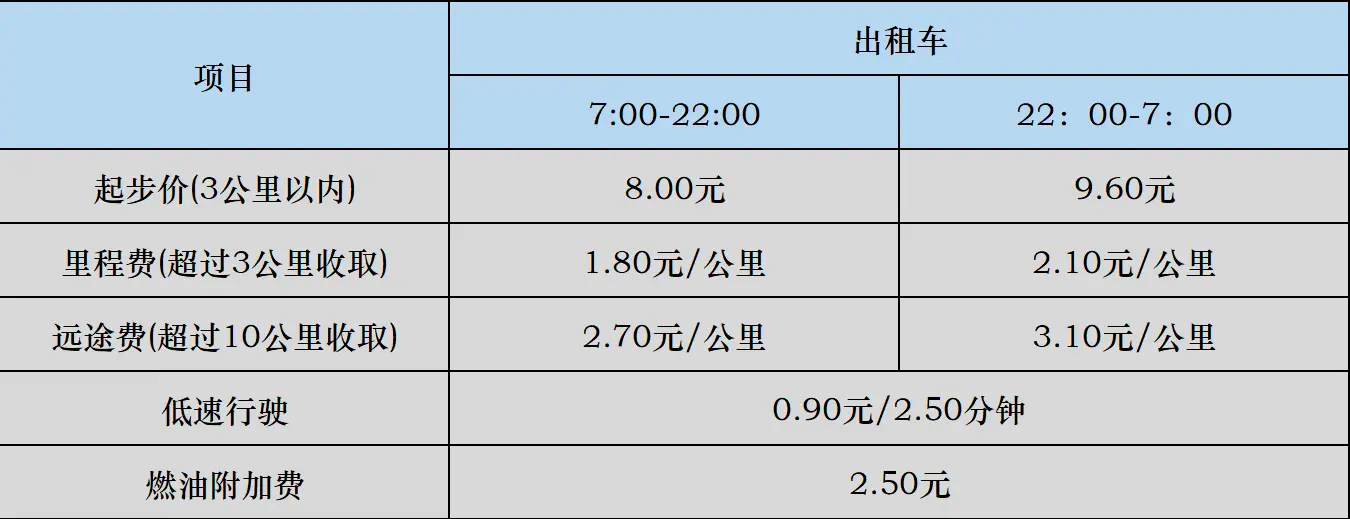 项目
出租车
7:00-22:00
22：00-7：00
起步价(3公里以内)
8.00元
9.60元
里程费(超过3公里收取)
1.80元/公里
2.10元/公里
远途费(超过10公里收取)
2.70元/公里
3.10元/公里
低速行驶
0.90元/2.50分钟
燃油附加费
2.50元